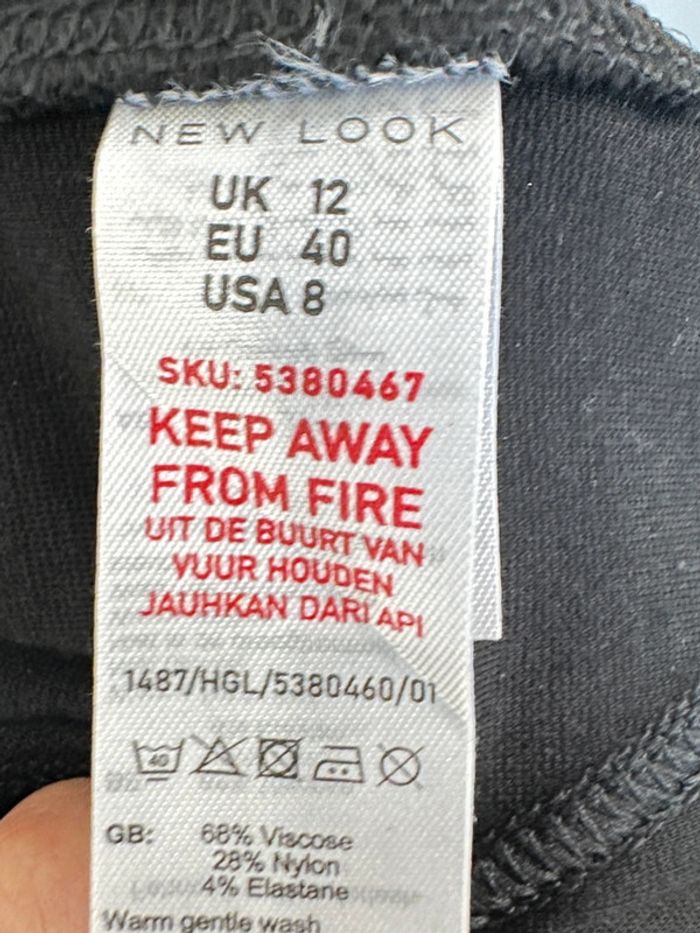 NEW LOOK
UK 12
EU 40
USA 8
SKU: 5380467
KEEP AWAY
FROM FIRE
UIT DE BUURT VAN
VUUR HOUDEN
JAUHKAN DARI API
1487/HGL/5380460/01
40
GB: 68% Viscose
28% Nylon
4% Elastane
Warm gentle wash